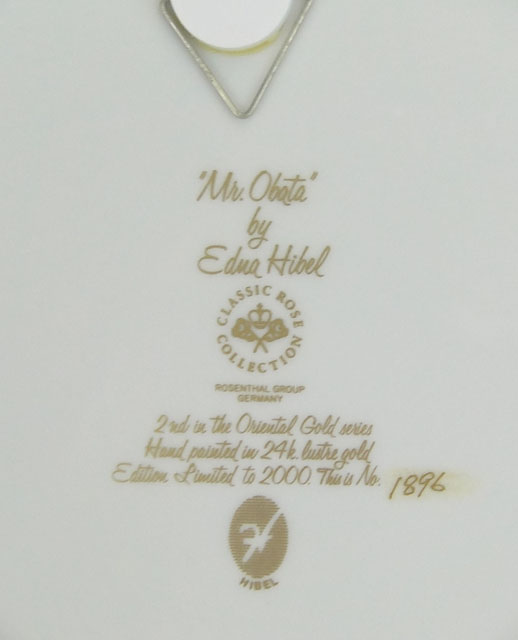 "Mr. Obata"
by
Edna Hibel
CLASSIC ROSE
COLLECTION
ROSENTHAL GROUP
GERMANY
2nd in the Oriental Gold series
Hand painted in 24k. lustre gold
Edition Limited to 2000. This is No. 1896
HIBEL